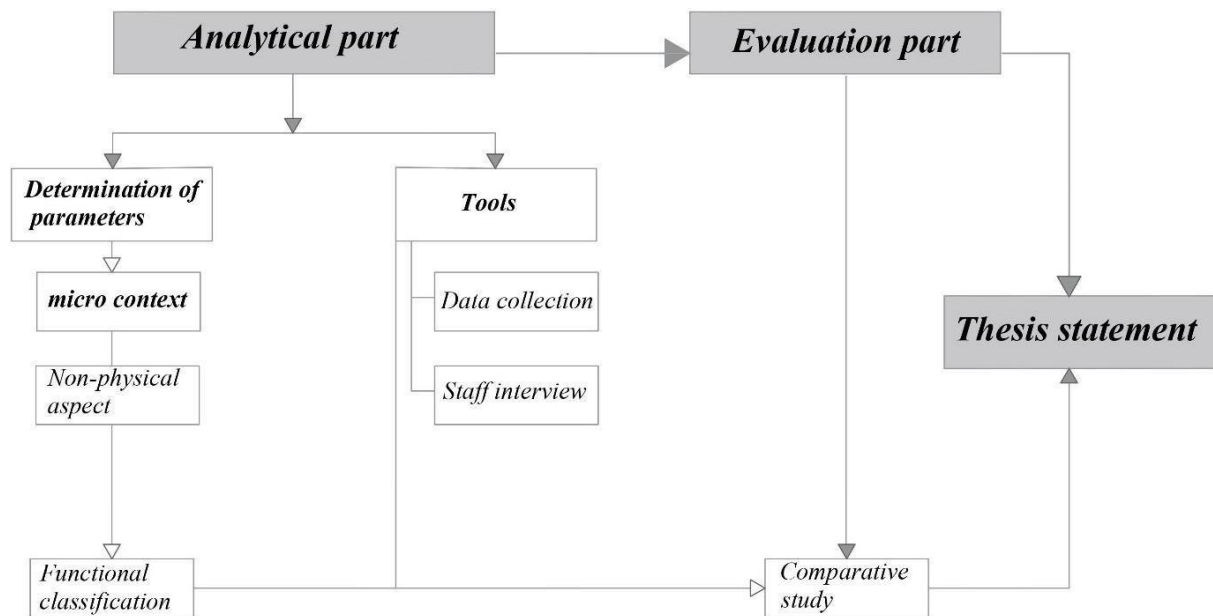 Analytical part
Evaluation part
Determination of
parameters
Tools
micro context
Data collection
Thesis statement
Non-physical
aspect
Staff interview
Functional
classification
Comparative
study